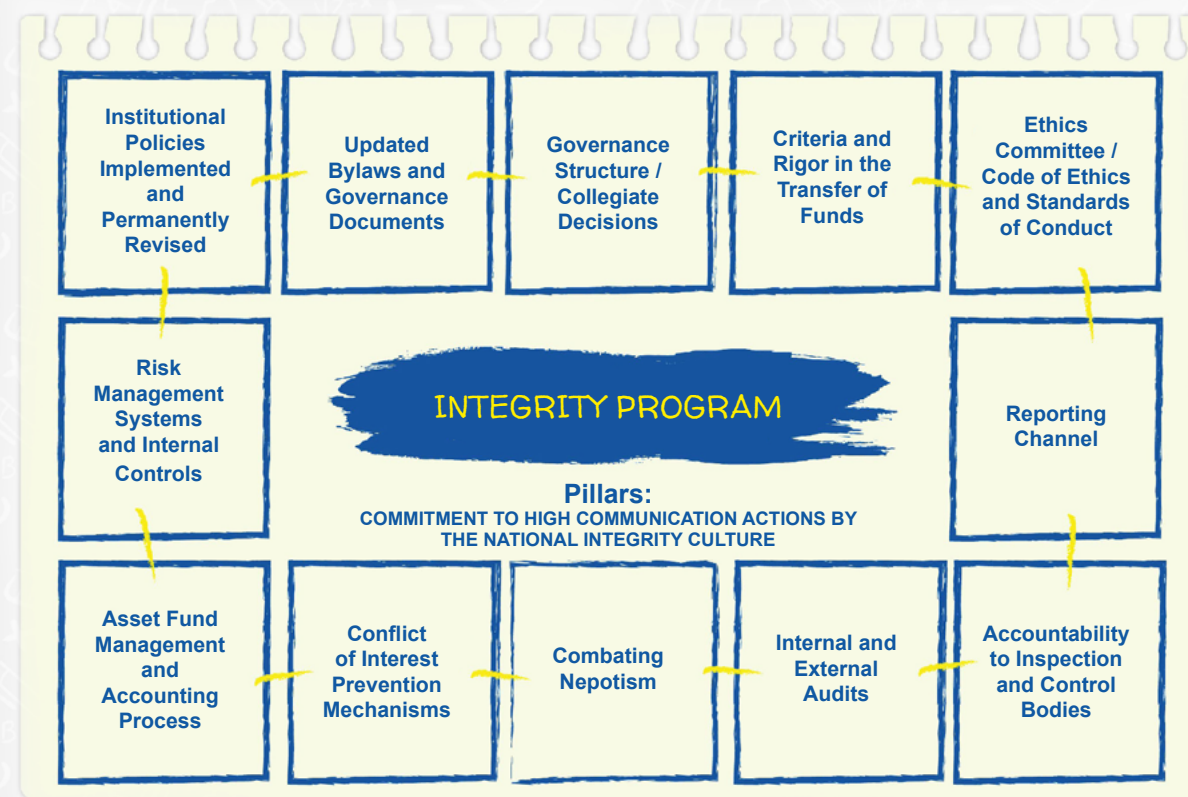 Institutional
Policies
Implemented
and
Permanently
Revised
Updated
Bylaws and
Governance
Documents
Governance
Structure /
Collegiate
Decisions
Criteria and
Rigor in the
Transfer of
Funds
Ethics
Committee /
Code of Ethics
and Standards
of Conduct
Risk
Management
Systems
and Internal
Controls
INTEGRITY PROGRAM
Pillars:
COMMITMENT TO HIGH COMMUNICATION ACTIONS BY
THE NATIONAL INTEGRITY CULTURE
Reporting
Channel
Asset Fund
Management
and
Accounting
Process
Conflict
of Interest
Prevention
Mechanisms
Combating
Nepotism
Internal and
External
Audits
Accountability
to Inspection
and Control
Bodies